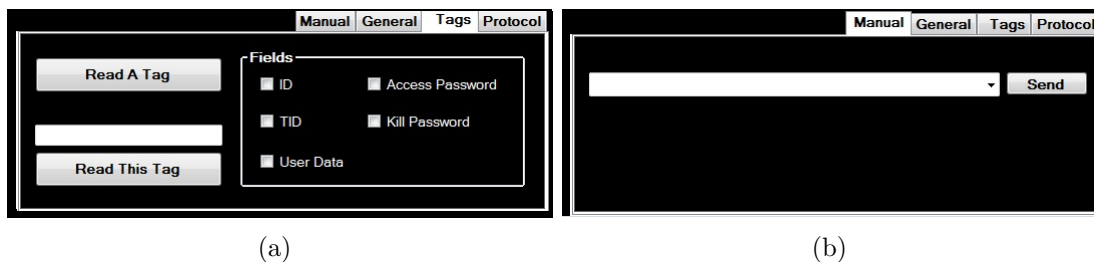 Manual General Tags Protocol
Read A Tag
Fields
ID Access Password
TID Kill Password
User Data
Read This Tag
(a)
Manual General Tags Protocol
Send
(b)